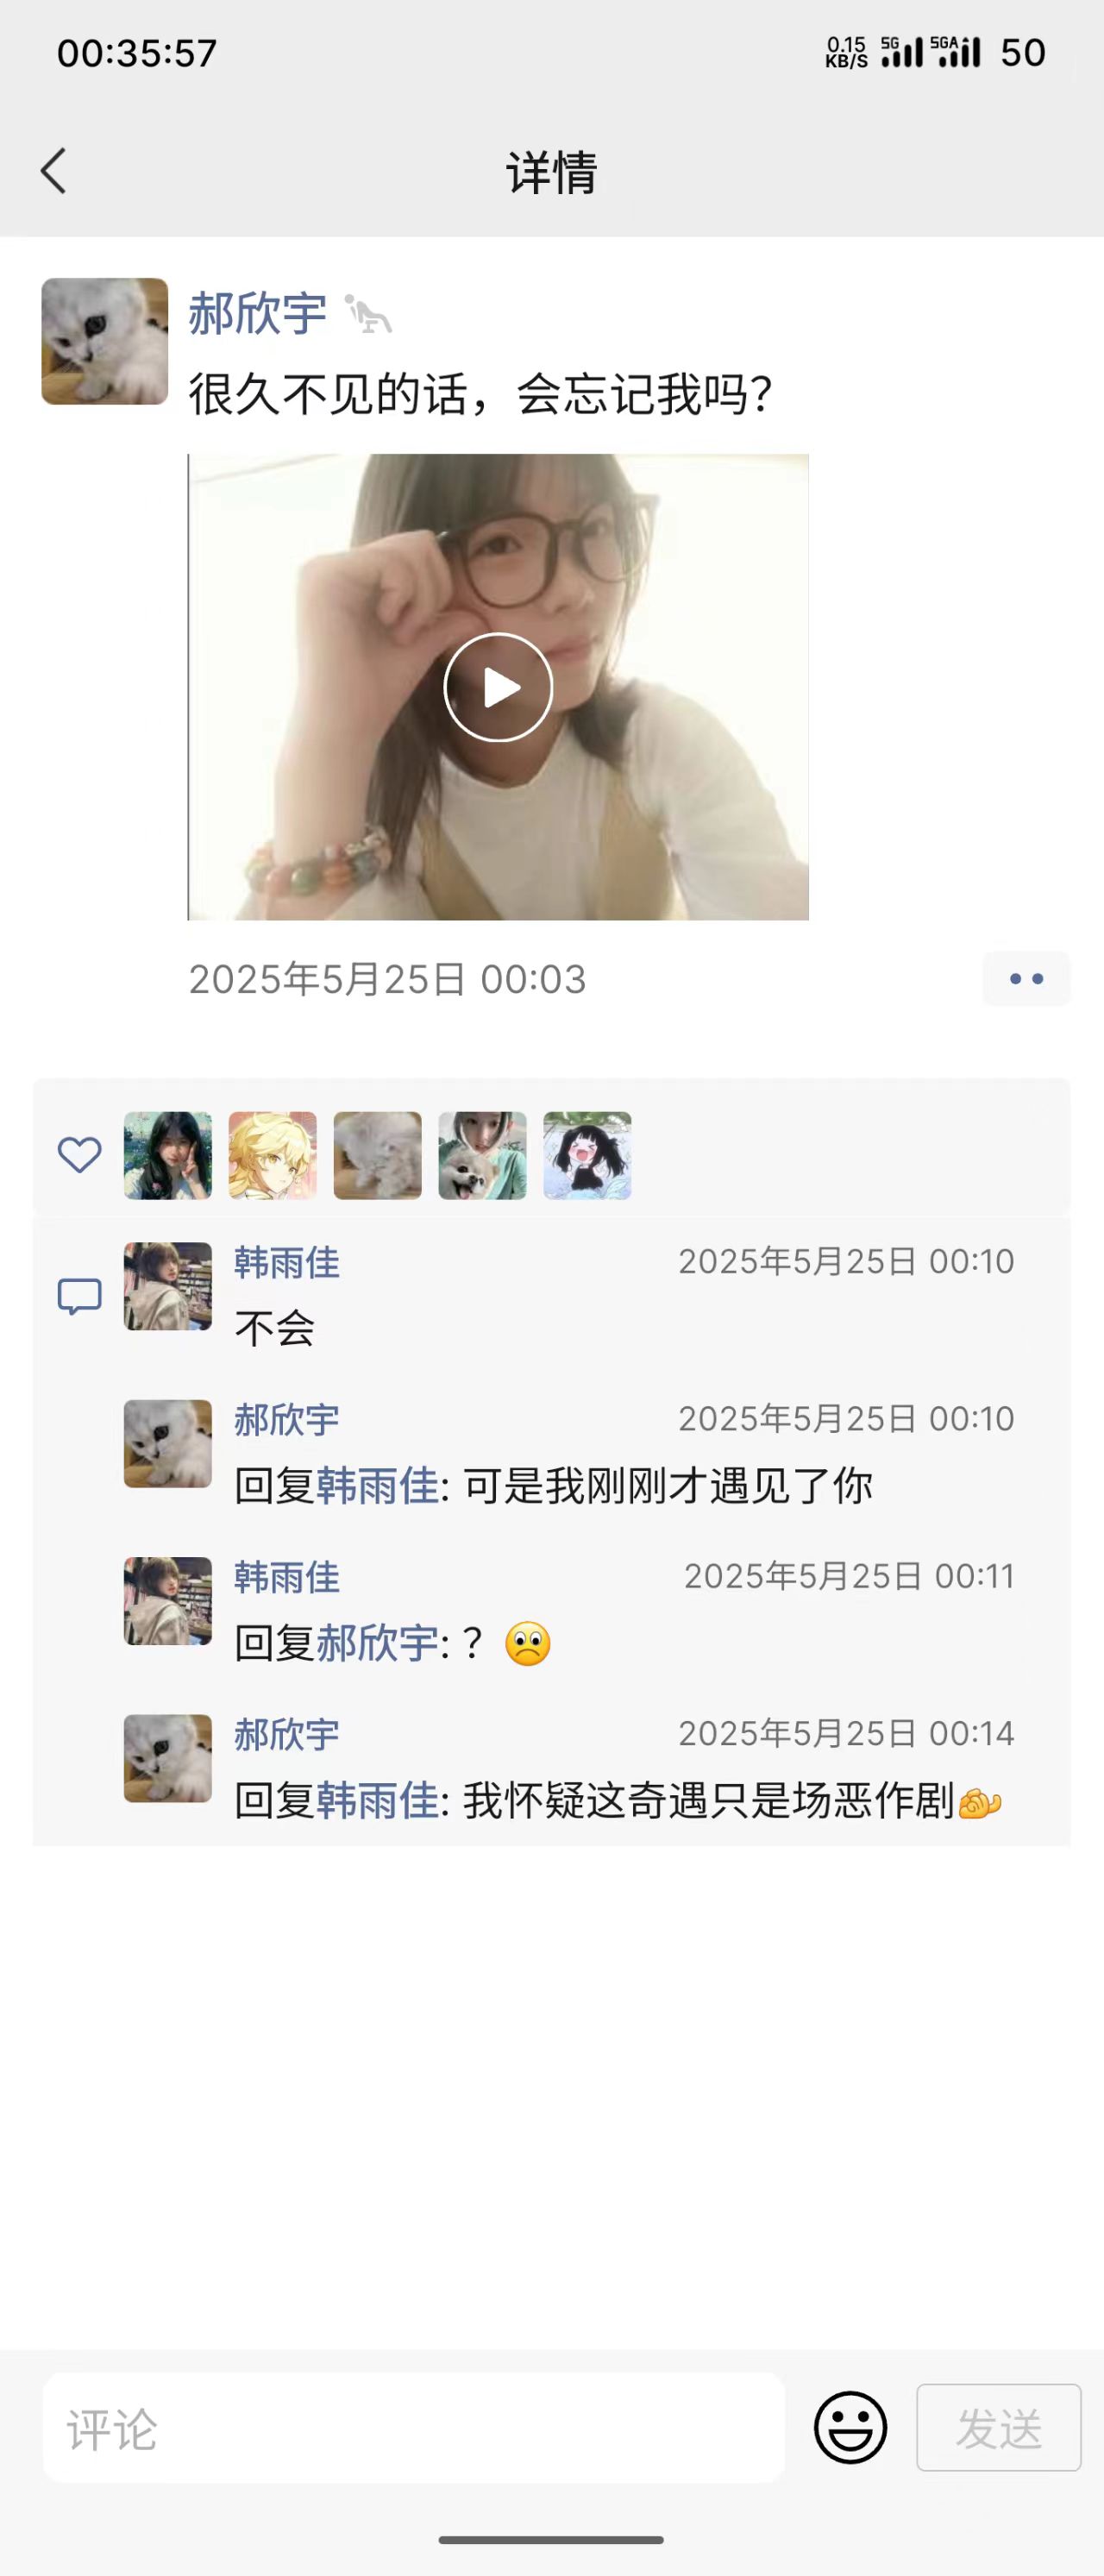 00:35:57
0.15 KB/S 5G 5GA 50
详情
郝欣宇
很久不见的话，会忘记我吗？
2025年5月25日 00:03
韩雨佳 2025年5月25日 00:10
不会
郝欣宇 2025年5月25日 00:10
回复韩雨佳: 可是我刚刚才遇见了你
韩雨佳 2025年5月25日 00:11
回复郝欣宇: ？🙁
郝欣宇 2025年5月25日 00:14
回复韩雨佳: 我怀疑这奇遇只是场恶作剧
评论
发送